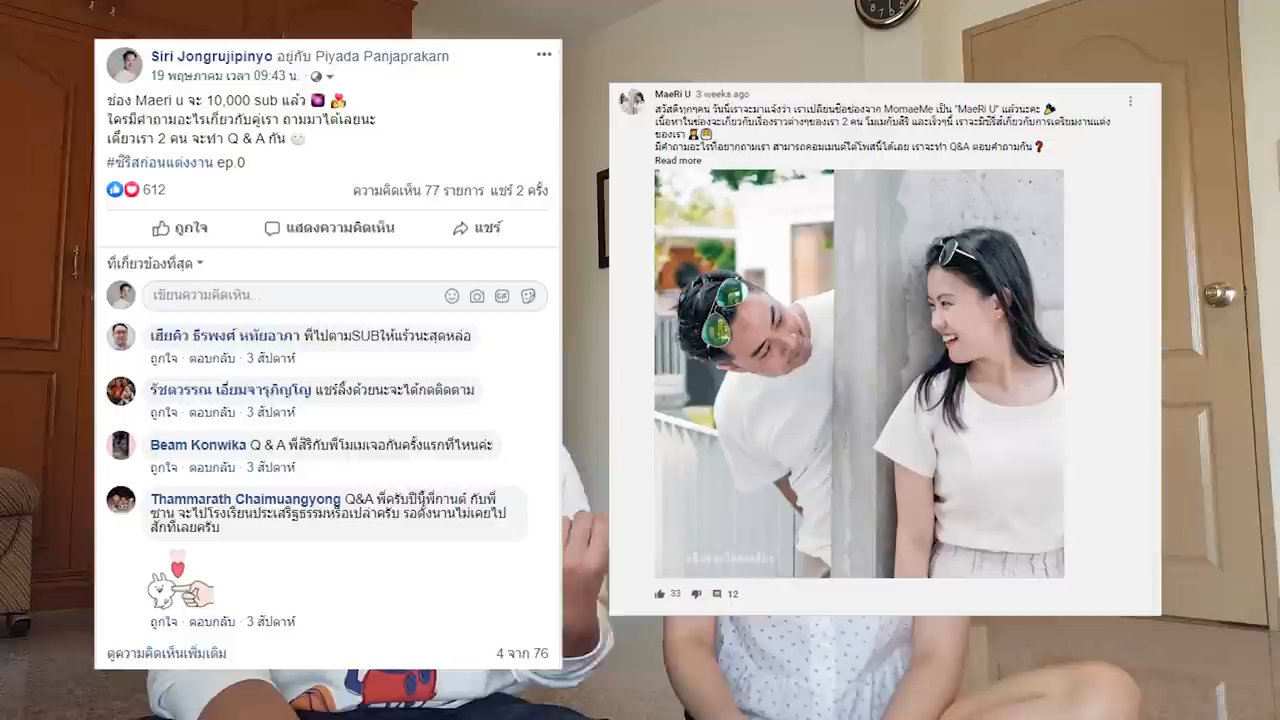 Siri Jongrujipinyo อยู่กับ Piyada Panjaprakarn
19 พฤษภาคม เวลา 09:43 น.
ช่อง Maeri u จะ 10,000 sub แล้ว
ใครมีคำถามอะไรเกี่ยวกับคู่เรา ถามมาได้เลยนะ
เดี๋ยวเรา 2 คน จะทำ Q & A กัน
#ซีรีส์ก่อนแต่งงาน ep.0
612
ความคิดเห็น 77 รายการ แชร์ 2 ครั้ง
ถูกใจ แสดงความคิดเห็น แชร์
ที่เกี่ยวข้องที่สุด
เขียนความคิดเห็น...
GIF
เฮียคิว ธีรพงศ์ หทัยอาภา พี่ไปตามSUBให้แร้วนะสุดหล่อ
ถูกใจ · ตอบกลับ · 3 สัปดาห์
รัชตวรรณ เอี่ยมจารุภิญโญ แชร์ลิ้งด้วยนะจะได้กดติดตาม
ถูกใจ · ตอบกลับ · 3 สัปดาห์
Beam Konwika Q & A พี่สิริกับพี่โมเมเจอกันครั้งแรกที่ไหนค่ะ
ถูกใจ · ตอบกลับ · 3 สัปดาห์
Thammarath Chaimuangyong Q&A พี่ครับปีนี้พี่กานต์ กับพี่
ซาน จะไปโรงเรียนประเสริฐธรรมหรือเปล่าครับ รอตั้งนานไม่เคยไป
สักทีเลยครับ
ถูกใจ · ตอบกลับ · 3 สัปดาห์
ดูความคิดเห็นเพิ่มเติม
4 จาก 76
MaeRi U 3 weeks ago
สวัสดีทุกๆคน วันนี้เราจะมาแจ้งว่า เราเปลี่ยนชื่อช่องจาก MomaeMe เป็น "MaeRi U" แล้วนะคะ
เนื้อหาในช่องจะเกี่ยวกับเรื่องราวต่างๆของเรา 2 คน โมเมกับสิริ และเร็วๆนี้ เราจะมีซีรี่ส์เกี่ยวกับการเตรียมงานแต่ง
ของเรา
มีคำถามอะไรที่อยากถามเรา สามารถคอมเมนต์ใต้โพสนี้ได้เลย เราจะทำ Q&A ตอบคำถามกัน
Read more
33 12